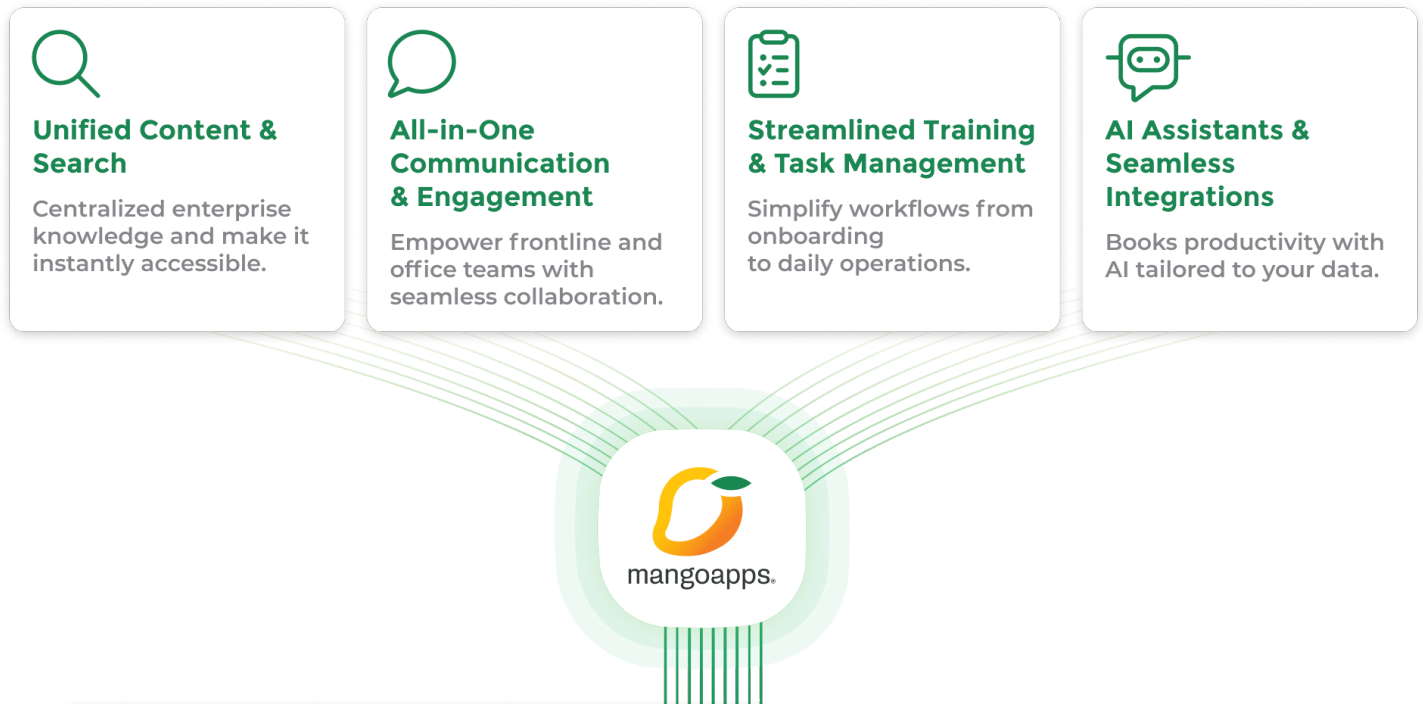 Unified Content &
Search
Centralized enterprise
knowledge and make it
instantly accessible.
All-in-One
Communication
& Engagement
Empower frontline and
office teams with
seamless collaboration.
Streamlined Training
& Task Management
Simplify workflows from
onboarding
to daily operations.
AI Assistants &
Seamless
Integrations
Books productivity with
AI tailored to your data.
mangoapps®